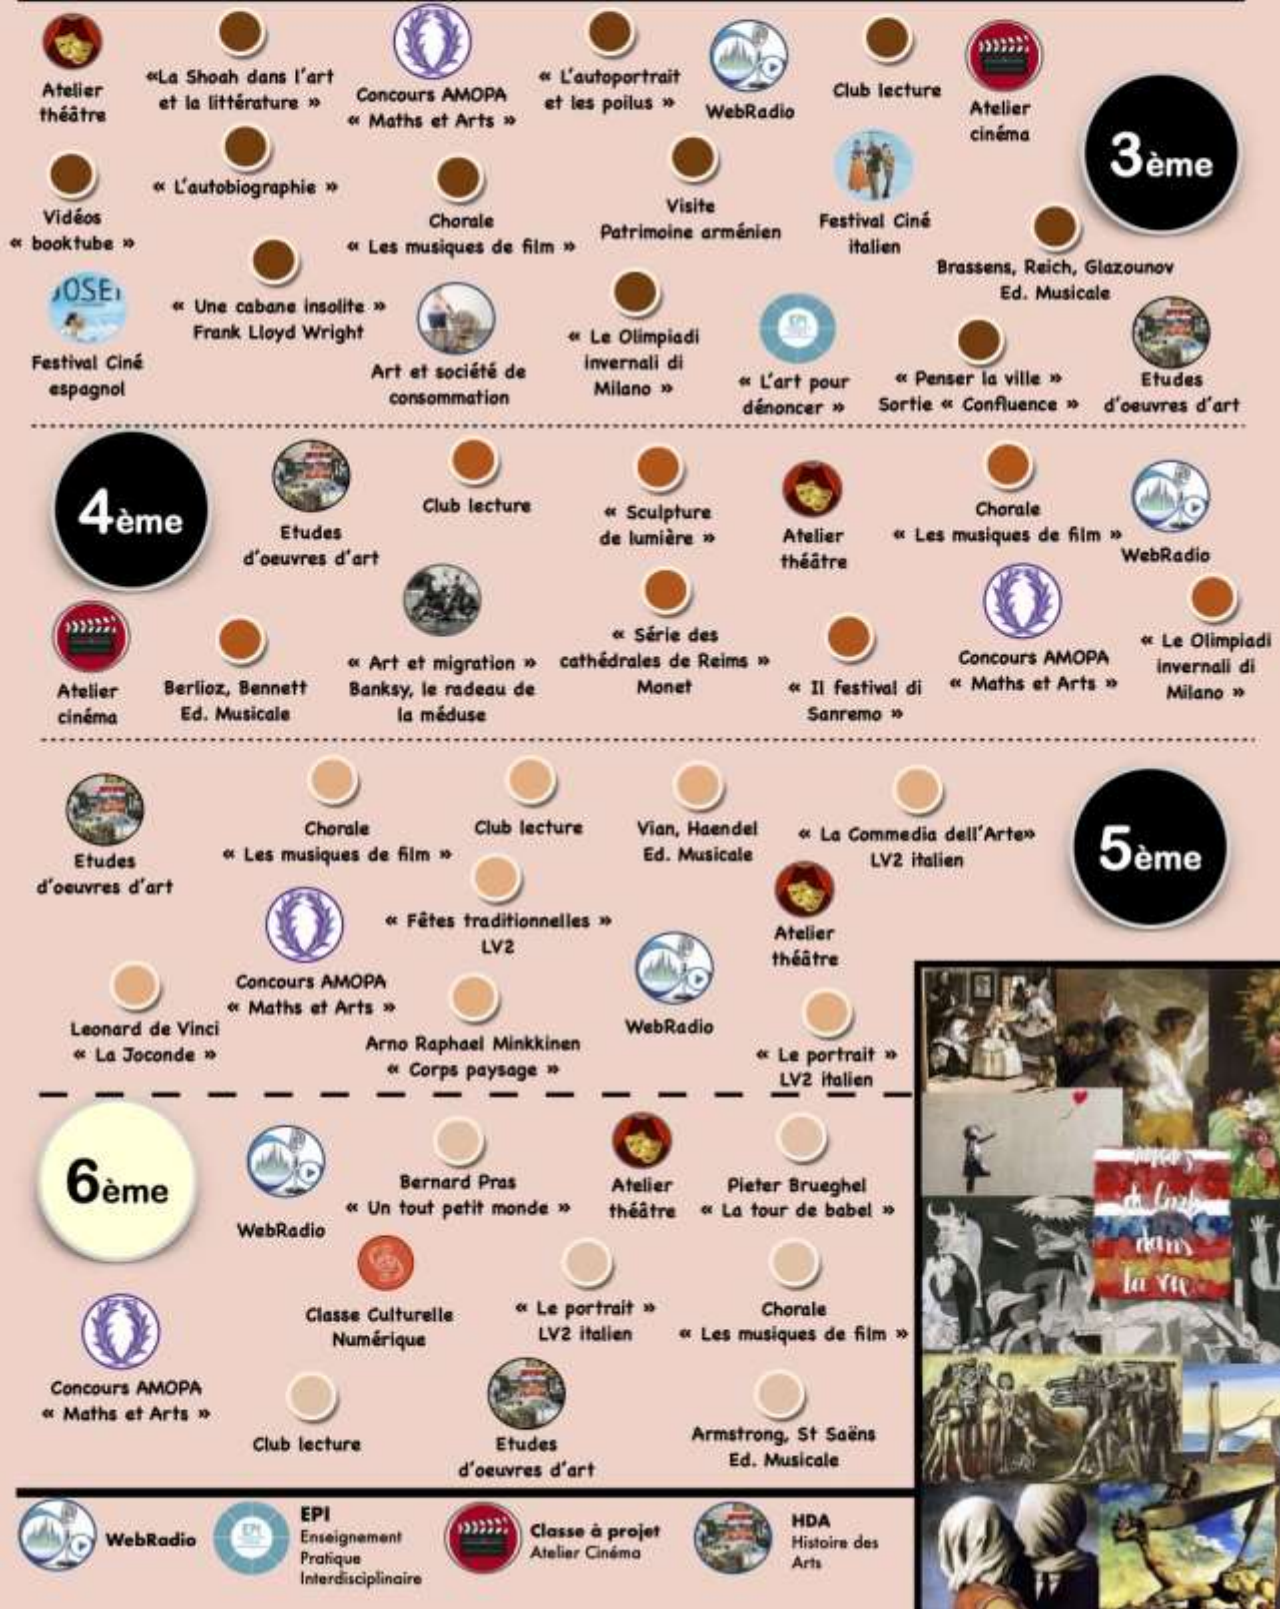 Atelier
théâtre
«La Shoah dans l'art
et la littérature »
Concours AMOPA
« Maths et Arts »
« L'autoportrait
et les poilus »
WebRadio
Club lecture
Atelier
cinéma
3ème
Vidéos
« booktube »
« L'autobiographie »
Chorale
« Les musiques de film »
Visite
Patrimoine arménien
Festival Ciné
italien
Brassens, Reich, Glazounov
Ed. Musicale
JOSE
Festival Ciné
espagnol
« Une cabane insolite »
Frank Lloyd Wright
Art et société de
consommation
« Le Olimpiadi
invernali di
Milano »
EPI
« L'art pour
dénoncer »
« Penser la ville »
Sortie « Confluence »
Etudes
d'oeuvres d'art
4ème
Etudes
d'oeuvres d'art
Club lecture
« Sculpture
de lumière »
Atelier
théâtre
Chorale
« Les musiques de film »
WebRadio
Atelier
cinéma
Berlioz, Bennett
Ed. Musicale
« Art et migration »
Banksy, le radeau de
la méduse
« Série des
cathédrales de Reims »
Monet
« Il festival di
Sanremo »
Concours AMOPA
« Maths et Arts »
« Le Olimpiadi
invernali di
Milano »
Etudes
d'oeuvres d'art
Chorale
« Les musiques de film »
Club lecture
Vian, Haendel
Ed. Musicale
« La Commedia dell'Arte»
LV2 italien
5ème
Concours AMOPA
« Maths et Arts »
« Fêtes traditionnelles »
LV2
Atelier
théâtre
Leonard de Vinci
« La Joconde »
Arno Raphael Minkkinen
« Corps paysage »
WebRadio
« Le portrait »
LV2 italien
6ème
WebRadio
Bernard Pras
« Un tout petit monde »
Atelier
théâtre
Pieter Brueghel
« La tour de babel »
Classe Culturelle
Numérique
« Le portrait »
LV2 italien
Chorale
« Les musiques de film »
Concours AMOPA
« Maths et Arts »
Club lecture
Etudes
d'oeuvres d'art
Armstrong, St Saëns
Ed. Musicale
dans
la vie
WebRadio
EPI
EPI
Enseignement
Pratique
Interdisciplinaire
Classe à projet
Atelier Cinéma
HDA
Histoire des
Arts